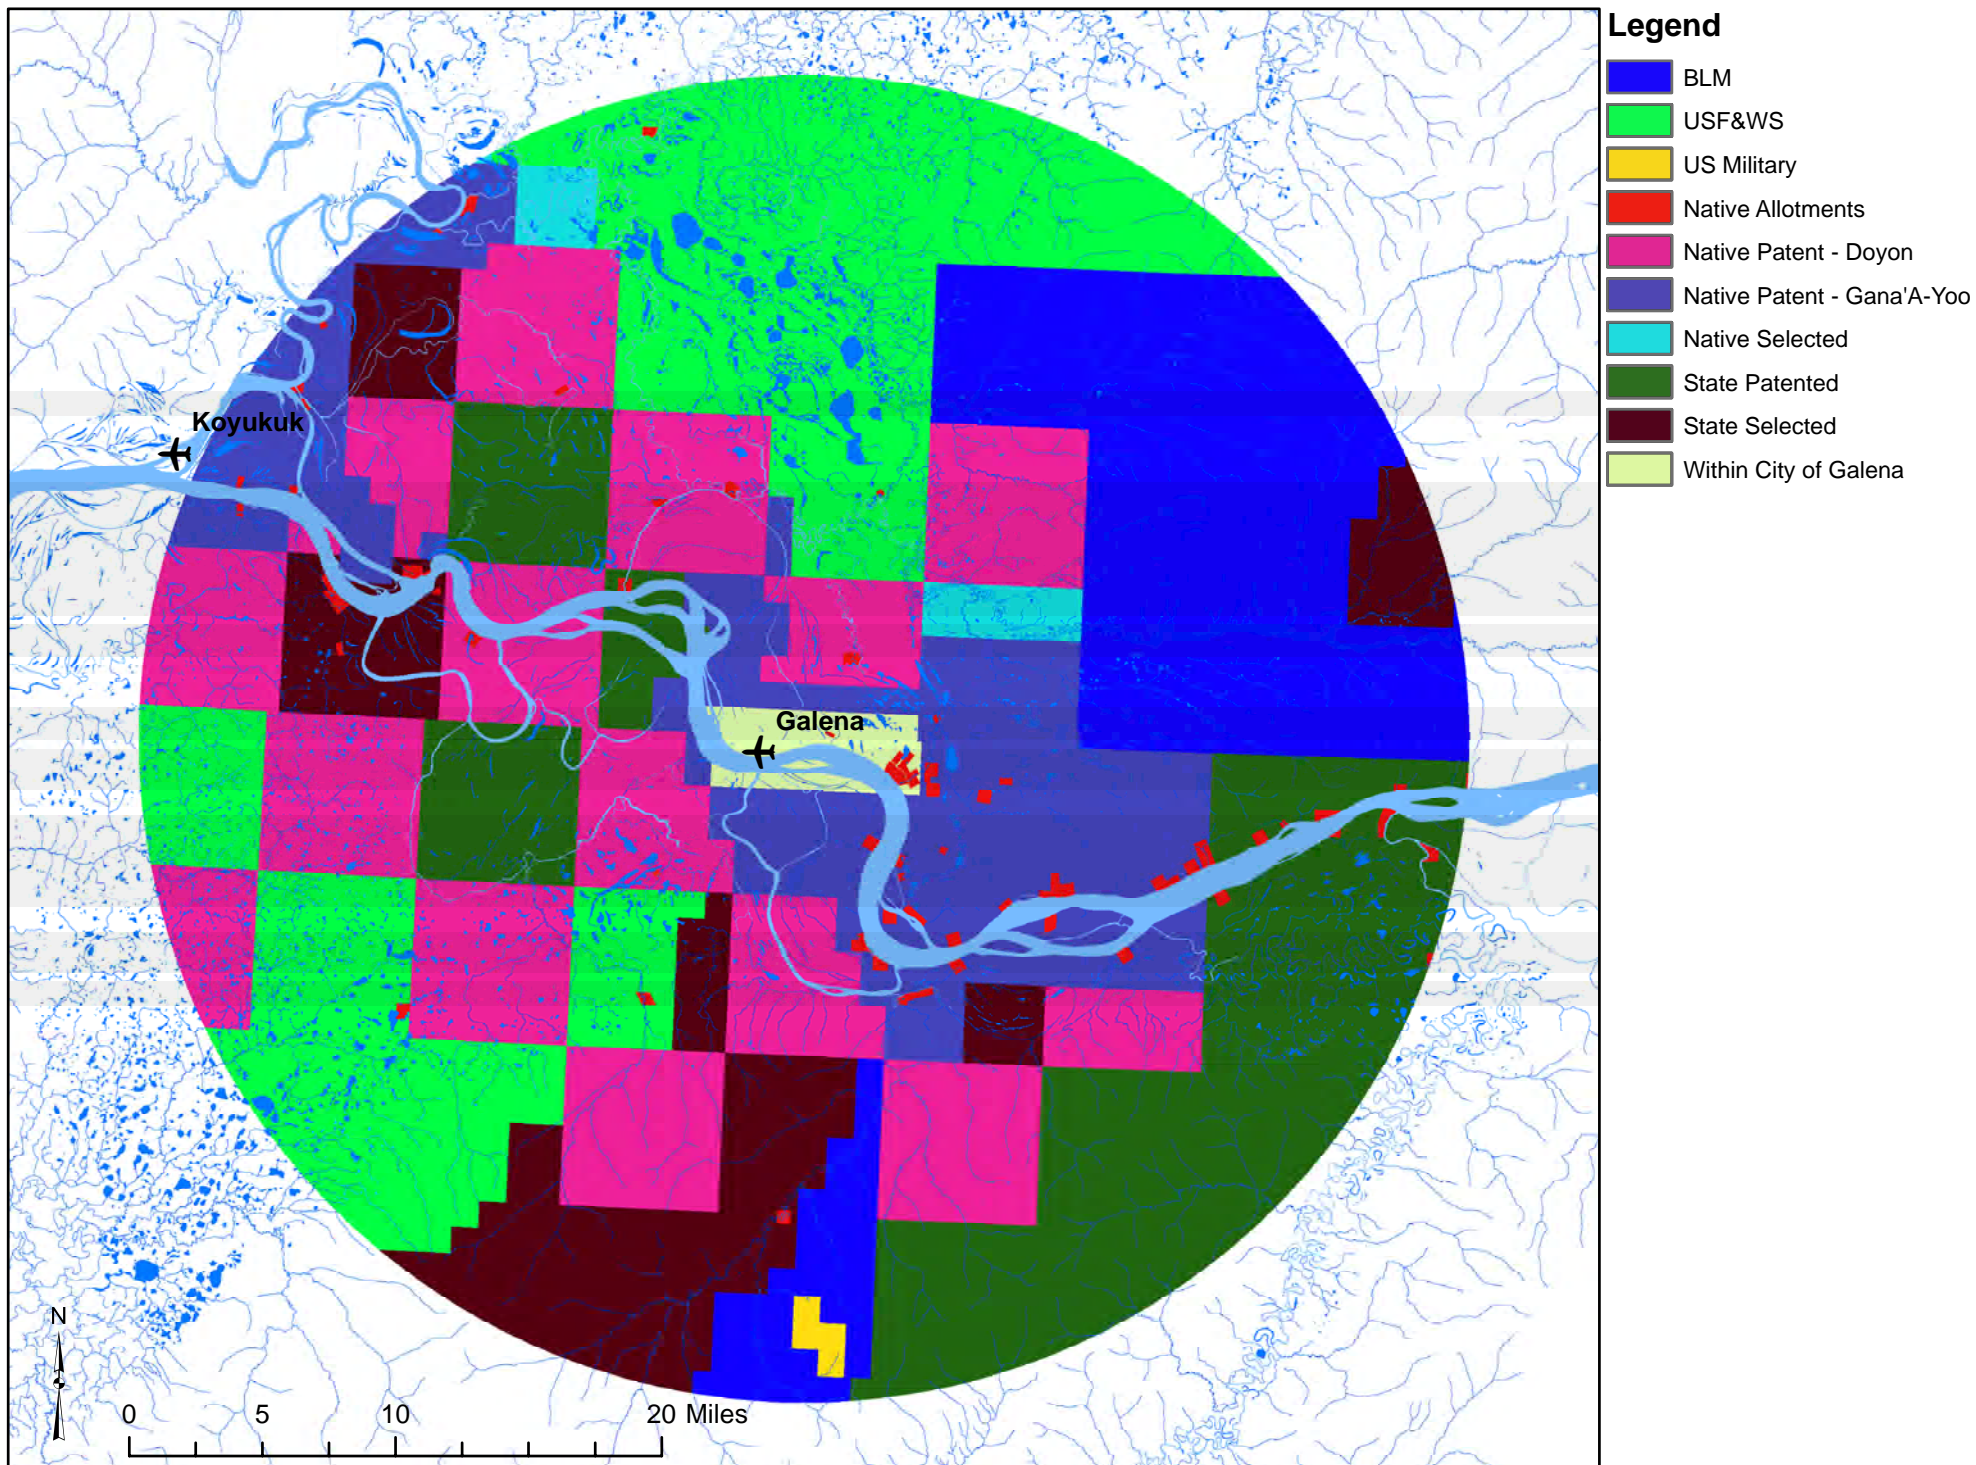 Legend
BLM
USF&WS
US Military
Native Allotments
Native Patent - Doyon
Native Patent - Gana'A-Yoo
Native Selected
State Patented
State Selected
Within City of Galena
Koyukuk
Galena
N
0 5 10 20 Miles